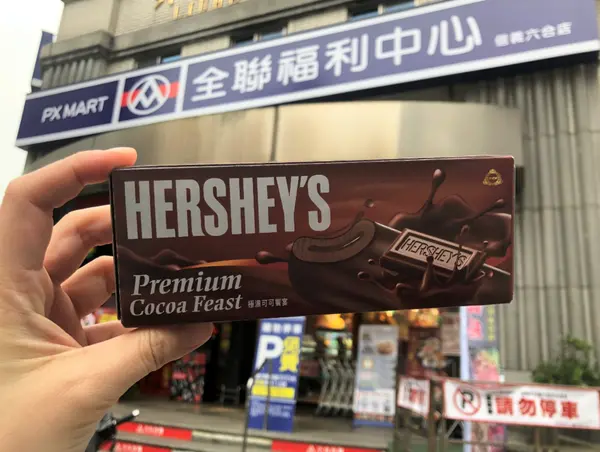 PX MART
全聯福利中心 信義六合店
HERSHEY'S
HERSHEY'S
Premium
Cocoa Feast 極濃可可饗宴
P
請勿停車